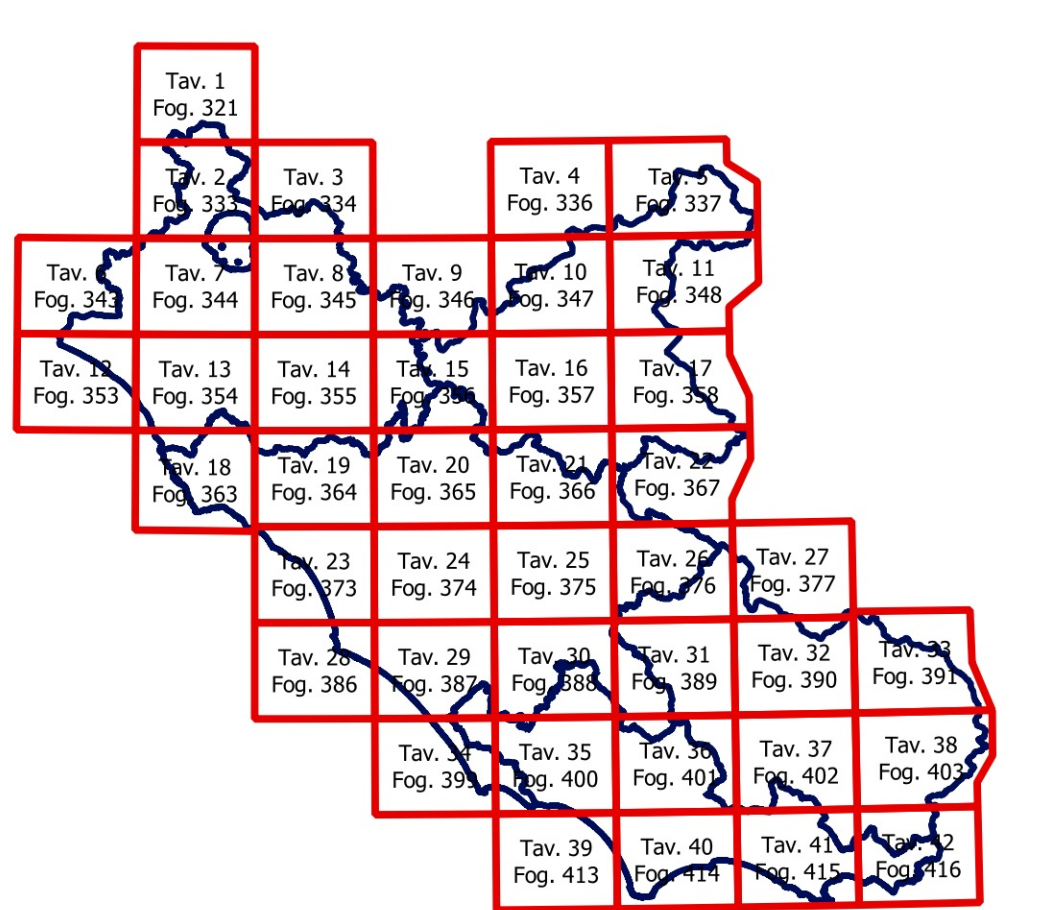 Tav. 1
Fog. 321
Tav. 2
Fog. 333
Tav. 3
Fog. 334
Tav. 4
Fog. 336
Tav. 5
Fog. 337
Tav. 6
Fog. 343
Tav. 7
Fog. 344
Tav. 8
Fog. 345
Tav. 9
Fog. 346
Tav. 10
Fog. 347
Tav. 11
Fog. 348
Tav. 12
Fog. 353
Tav. 13
Fog. 354
Tav. 14
Fog. 355
Tav. 15
Fog. 356
Tav. 16
Fog. 357
Tav. 17
Fog. 358
Tav. 18
Fog. 363
Tav. 19
Fog. 364
Tav. 20
Fog. 365
Tav. 21
Fog. 366
Tav. 22
Fog. 367
Tav. 23
Fog. 373
Tav. 24
Fog. 374
Tav. 25
Fog. 375
Tav. 26
Fog. 376
Tav. 27
Fog. 377
Tav. 28
Fog. 386
Tav. 29
Fog. 387
Tav. 30
Fog. 388
Tav. 31
Fog. 389
Tav. 32
Fog. 390
Tav. 33
Fog. 391
Tav. 34
Fog. 399
Tav. 35
Fog. 400
Tav. 36
Fog. 401
Tav. 37
Fog. 402
Tav. 38
Fog. 403
Tav. 39
Fog. 413
Tav. 40
Fog. 414
Tav. 41
Fog. 415
Tav. 42
Fog. 416